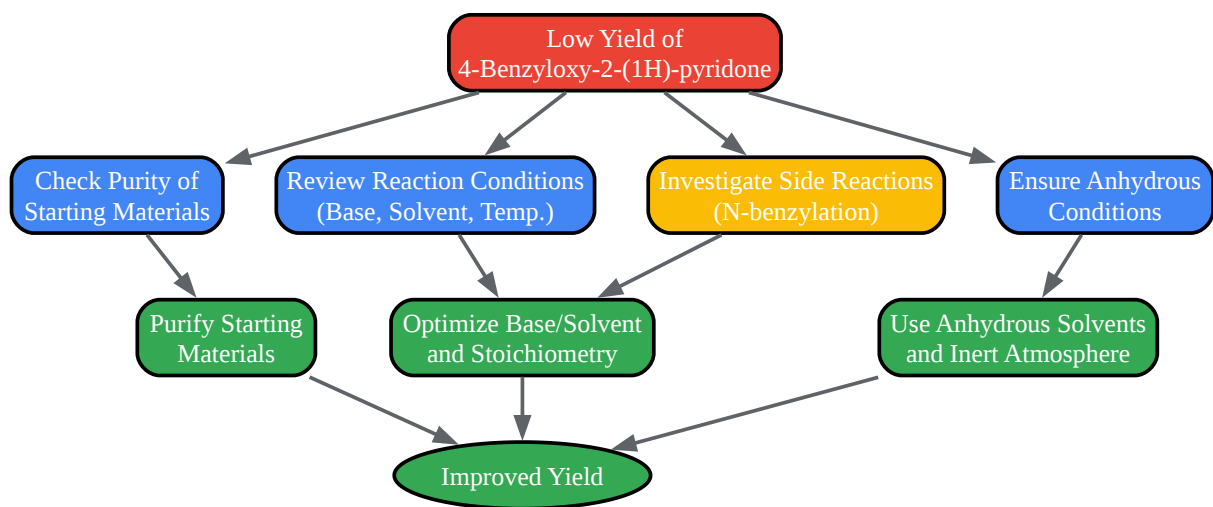 Low Yield of
4-Benzyloxy-2-(1H)-pyridone
Check Purity of
Starting Materials
Review Reaction Conditions
(Base, Solvent, Temp.)
Investigate Side Reactions
(N-benzylation)
Ensure Anhydrous
Conditions
Purify Starting
Materials
Optimize Base/Solvent
and Stoichiometry
Use Anhydrous Solvents
and Inert Atmosphere
Improved Yield